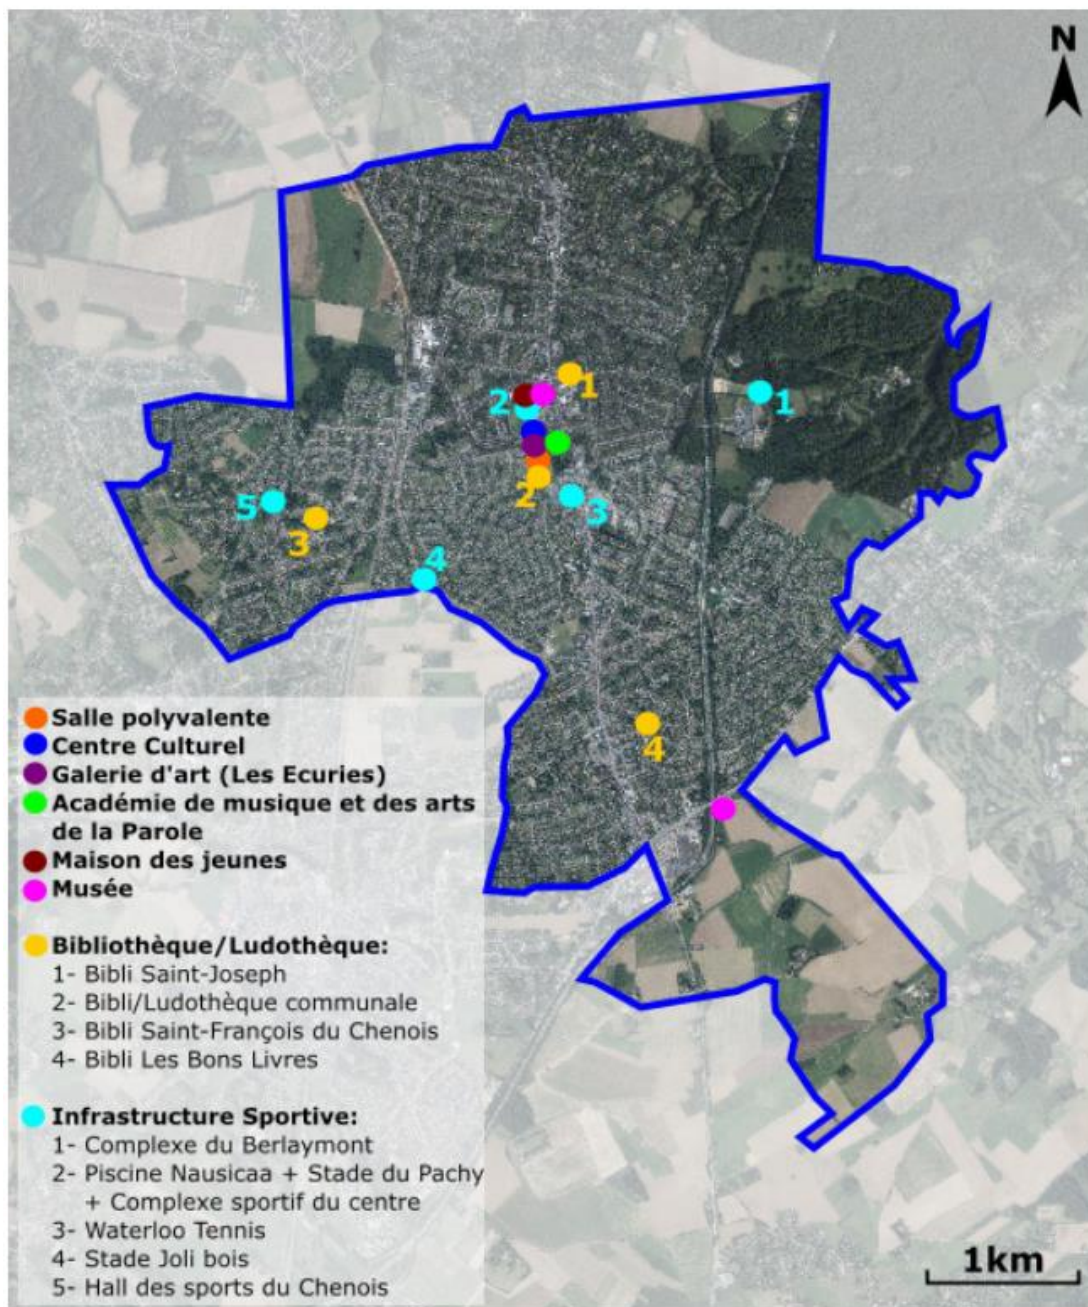 N
1
2
1
2
3
5
3
4
4
Salle polyvalente
Centre Culturel
Galerie d'art (Les Ecuries)
Académie de musique et des arts
de la Parole
Maison des jeunes
Musée
Bibliothèque/Ludothèque:
1- Bibli Saint-Joseph
2- Bibli/Ludothèque communale
3- Bibli Saint-François du Chenois
4- Bibli Les Bons Livres
Infrastructure Sportive:
1- Complexe du Berlaymont
2- Piscine Nausicaa + Stade du Pachy
+ Complexe sportif du centre
3- Waterloo Tennis
4- Stade Joli bois
5- Hall des sports du Chenois
1km